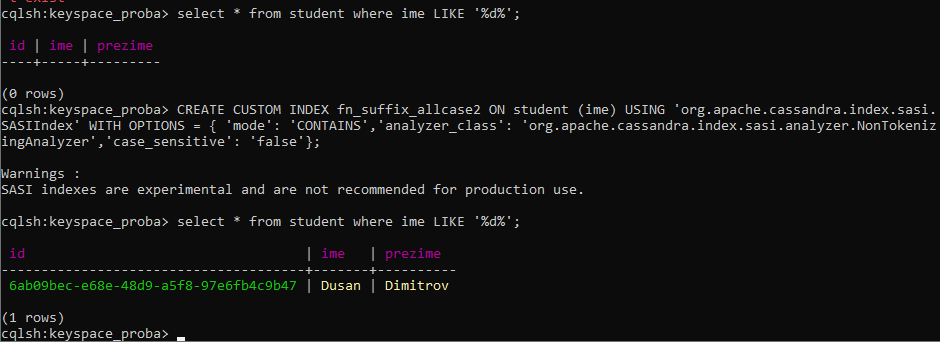 cqlsh:keyspace_proba> select * from student where ime LIKE '%d%';
id | ime | prezime
----+-----+---------
(0 rows)
cqlsh:keyspace_proba> CREATE CUSTOM INDEX fn_suffix_allcase2 ON student (ime) USING 'org.apache.cassandra.index.sasi.
SASIIndex' WITH OPTIONS = { 'mode': 'CONTAINS','analyzer_class': 'org.apache.cassandra.index.sasi.analyzer.NonTokeniz
ingAnalyzer','case_sensitive': 'false'};
Warnings :
SASI indexes are experimental and are not recommended for production use.
cqlsh:keyspace_proba> select * from student where ime LIKE '%d%';
id | ime | prezime
--------------------------------------+-------+----------
6ab09bec-e68e-48d9-a5f8-97e6fb4c9b47 | Dusan | Dimitrov
(1 rows)
cqlsh:keyspace_proba>